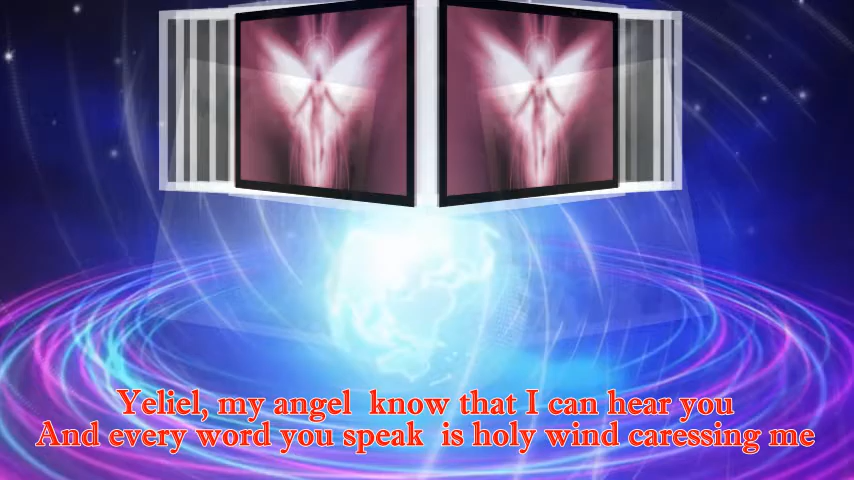 Yeliel, my angel  know that I can hear you
And every word you speak  is holy wind caressing me